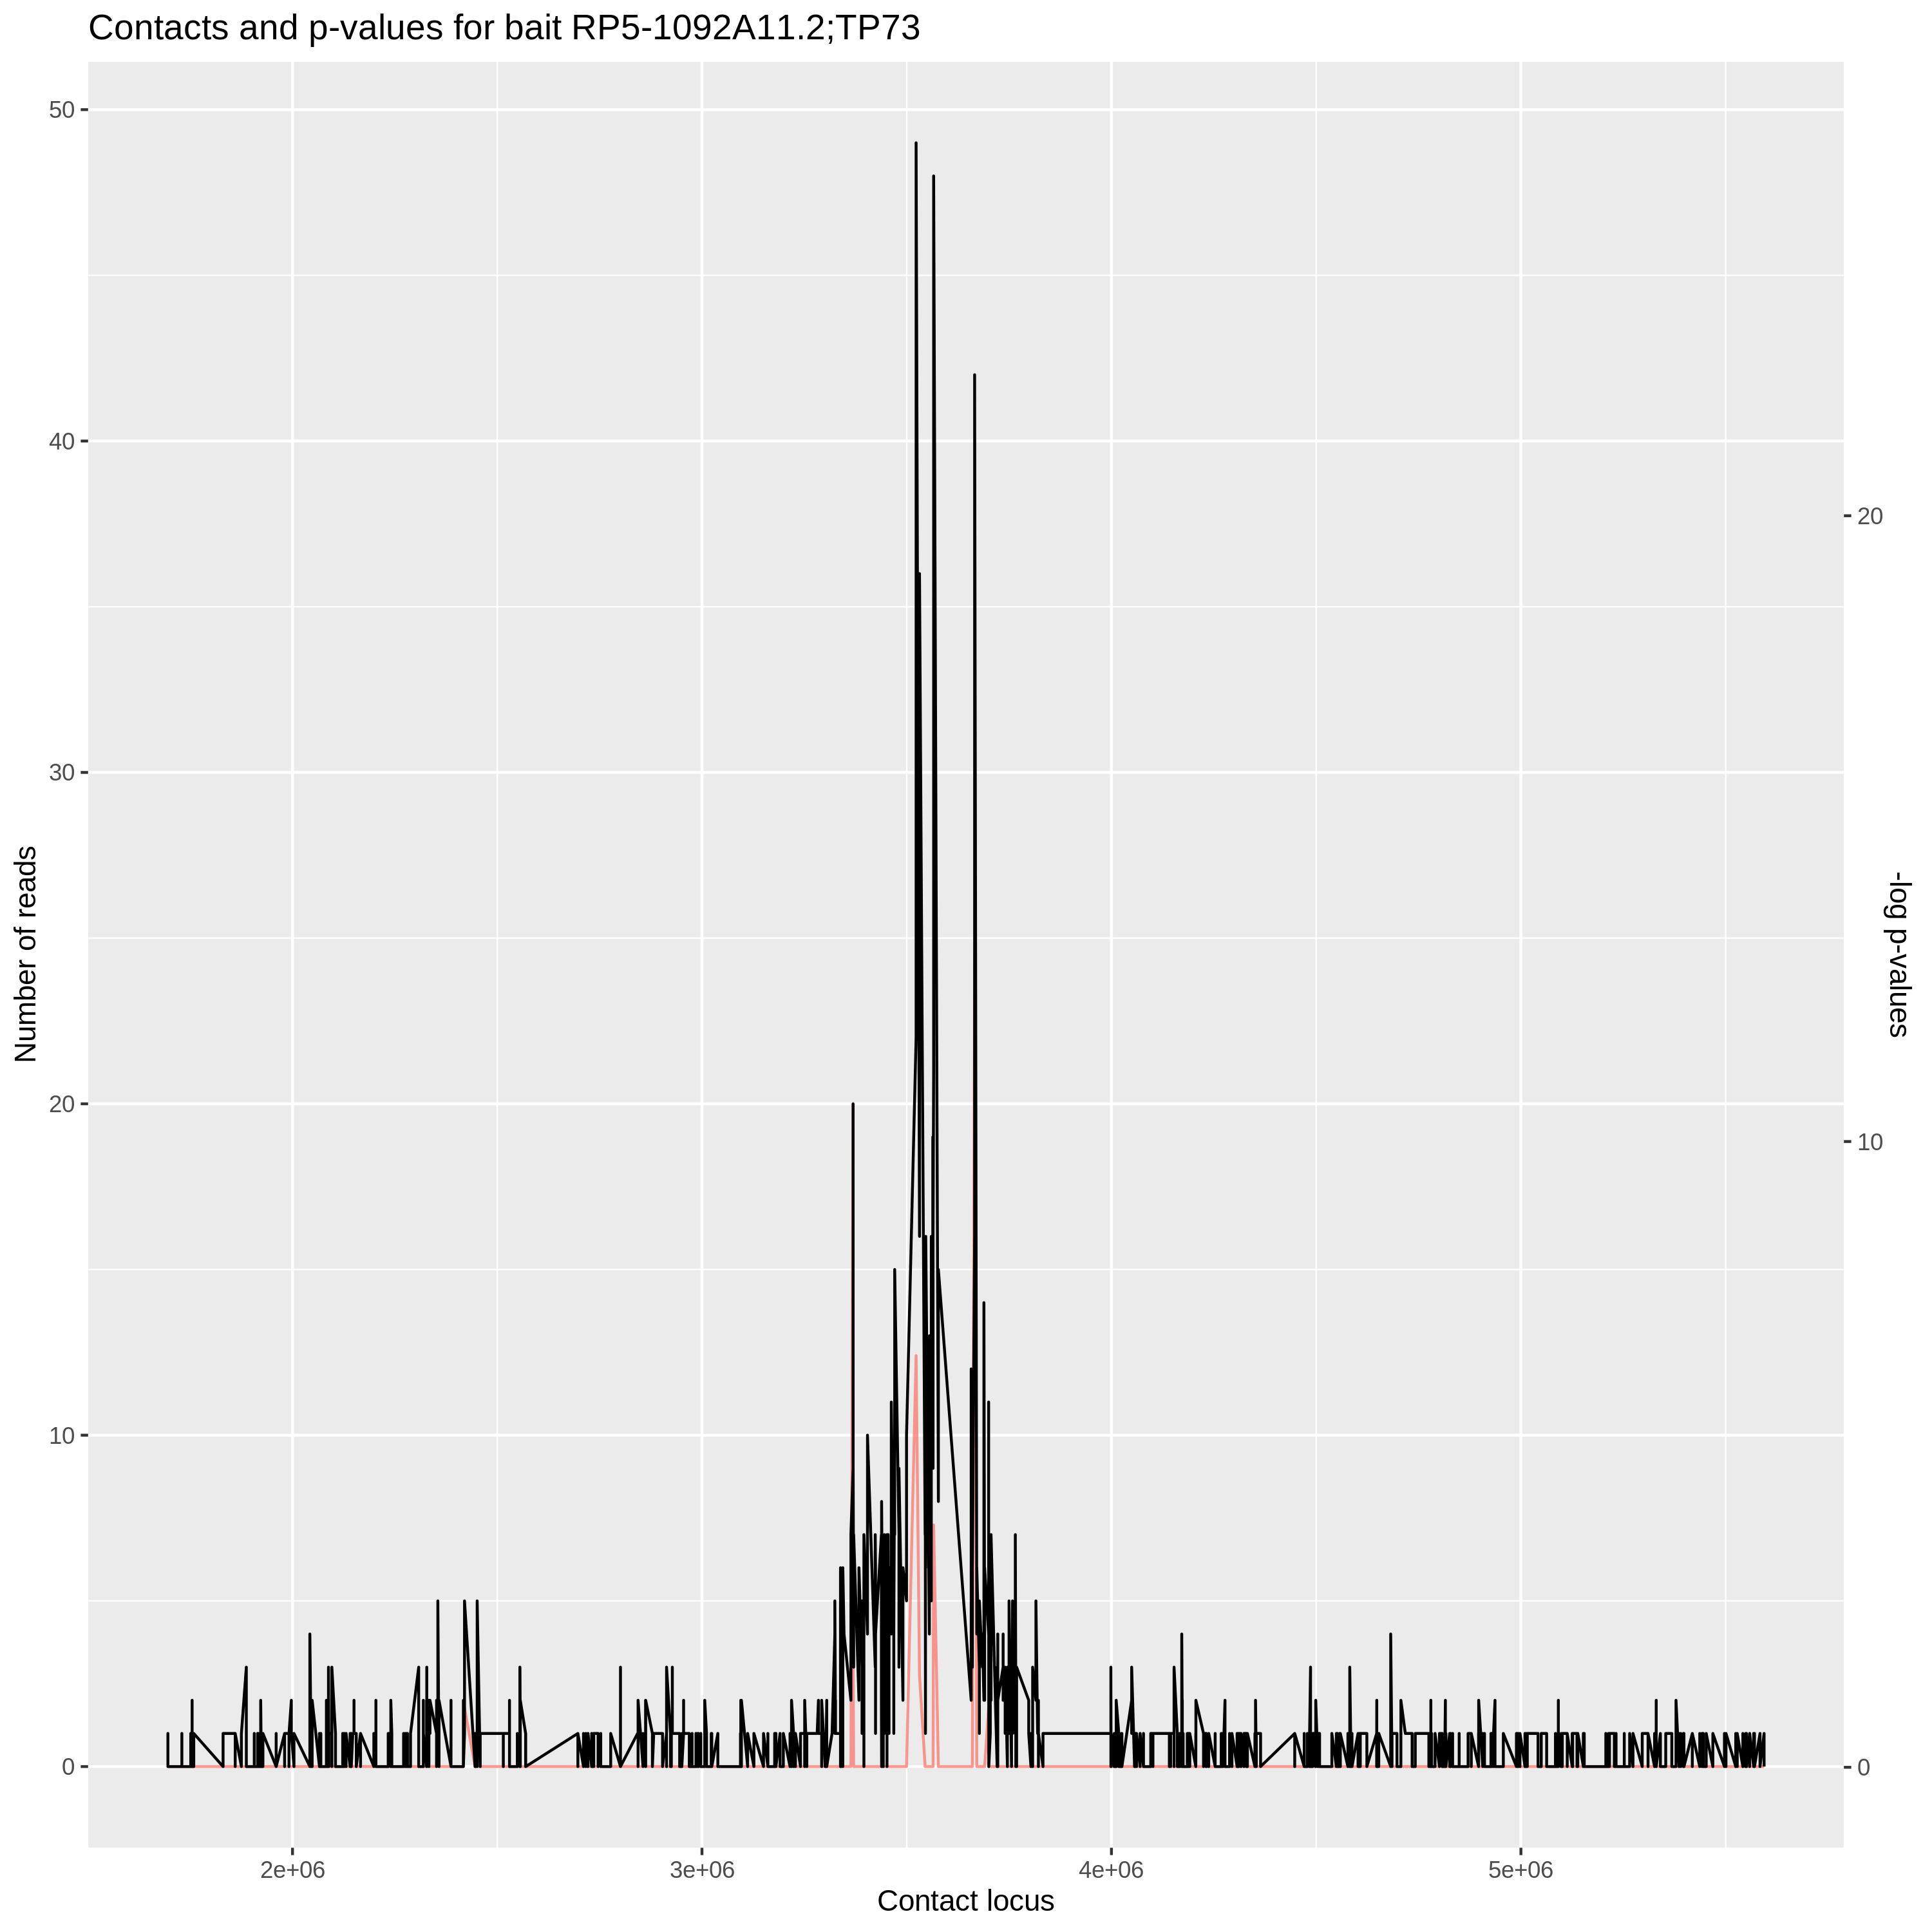 Contacts and p-values for bait RP5-1092A11.2;TP73
50
40
30
20
10
0
Number of reads
20
10
0
-log p-values
2e+06
3e+06
4e+06
5e+06
Contact locus